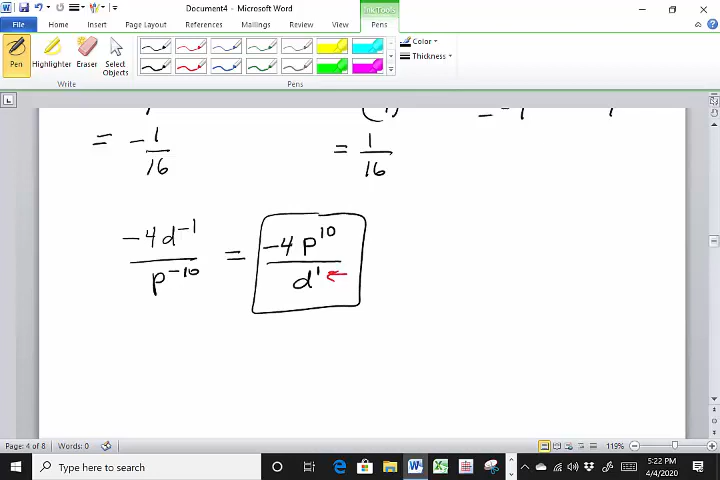 Document4 - Word
InkTools
File Home Insert Page Layout References Mailings Review View Pens
Pen Highlighter Eraser Select Objects
Color
Thickness
Write Pens
= -1/16 = 1/16
-4d^-1 / p^-10 = -4p^10 / d^1 ←
Page: 4 of 8 Words: 0 119%
Type here to search
5:22 PM
4/4/2020